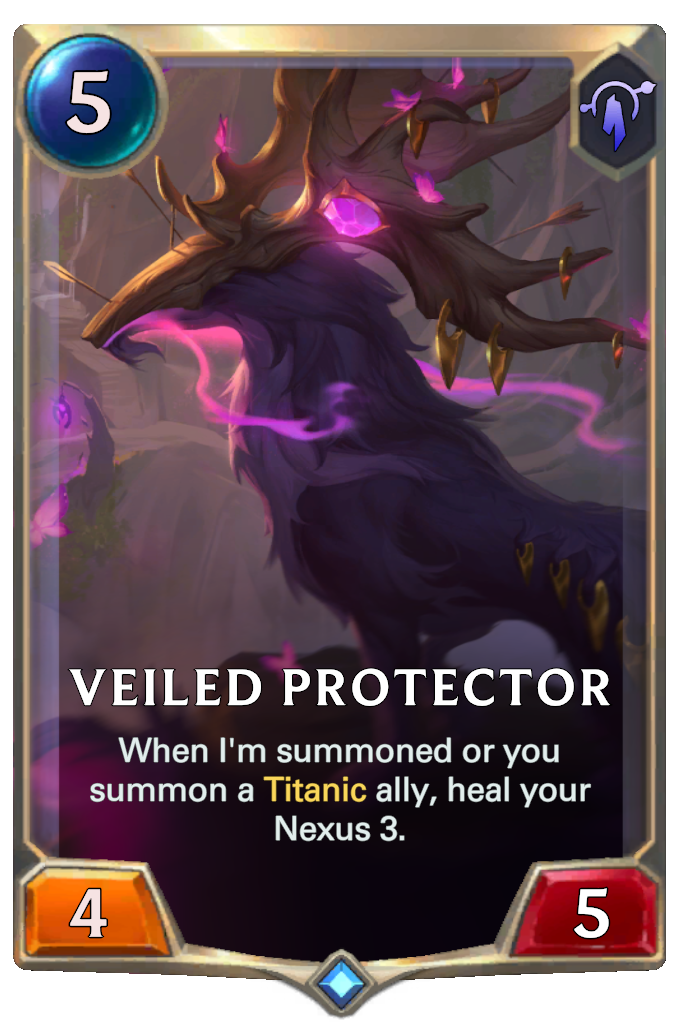 5
VEILED PROTECTOR
When I'm summoned or you
summon a Titanic ally, heal your
Nexus 3.
4
5